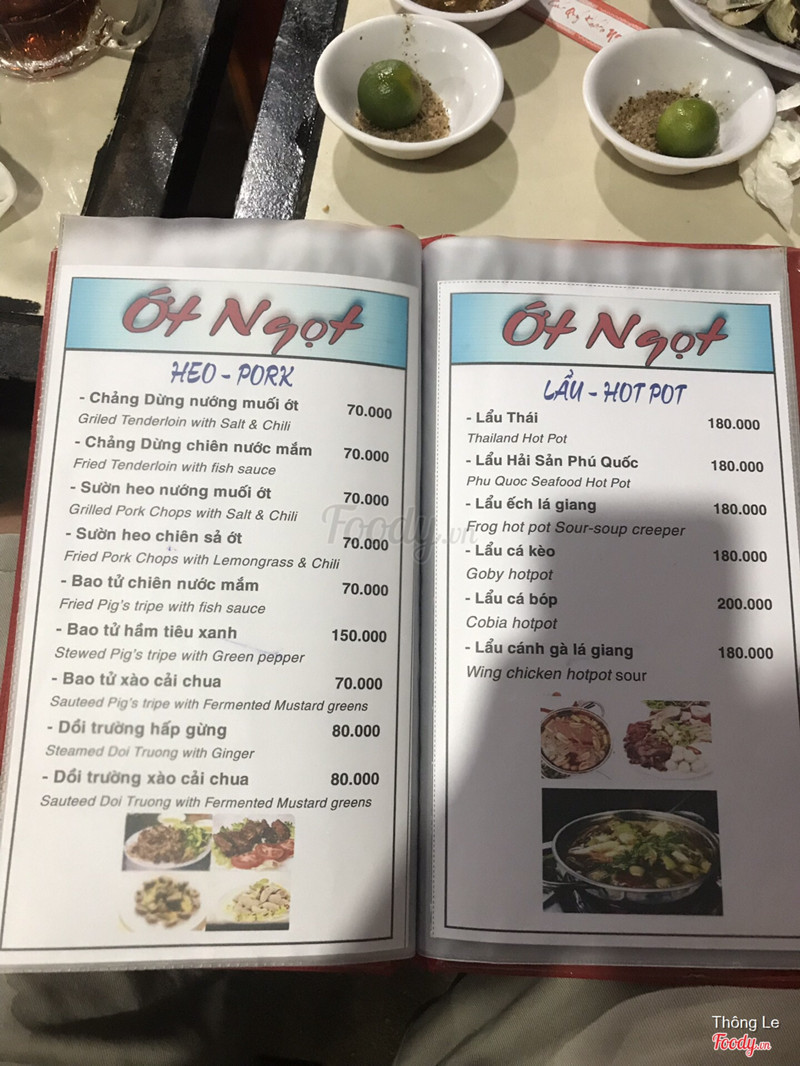 Ớt Ngọt
HEO - PORK
- Chảng Dừng nướng muối ớt 70.000
Griled Tenderloin with Salt & Chili
- Chảng Dừng chiên nước mắm 70.000
Fried Tenderloin with fish sauce
- Sườn heo nướng muối ớt 70.000
Grilled Pork Chops with Salt & Chili
- Sườn heo chiên sả ớt 70.000
Fried Pork Chops with Lemongrass & Chili
- Bao tử chiên nước mắm 70.000
Fried Pig's tripe with fish sauce
- Bao tử hầm tiêu xanh 150.000
Stewed Pig's tripe with Green pepper
- Bao tử xào cải chua 70.000
Sauteed Pig's tripe with Fermented Mustard greens
- Dồi trường hấp gừng 80.000
Steamed Doi Truong with Ginger
- Dồi trường xào cải chua 80.000
Sauteed Doi Truong with Fermented Mustard greens
Ớt Ngọt
LẨU - HOT POT
- Lẩu Thái 180.000
Thailand Hot Pot
- Lẩu Hải Sản Phú Quốc 180.000
Phu Quoc Seafood Hot Pot
- Lẩu ếch lá giang 180.000
Frog hot pot Sour-soup creeper
- Lẩu cá kèo 180.000
Goby hotpot
- Lẩu cá bóp 200.000
Cobia hotpot
- Lẩu cánh gà lá giang 180.000
Wing chicken hotpot sour
Foody.vn
Thông Le
Foody.vn